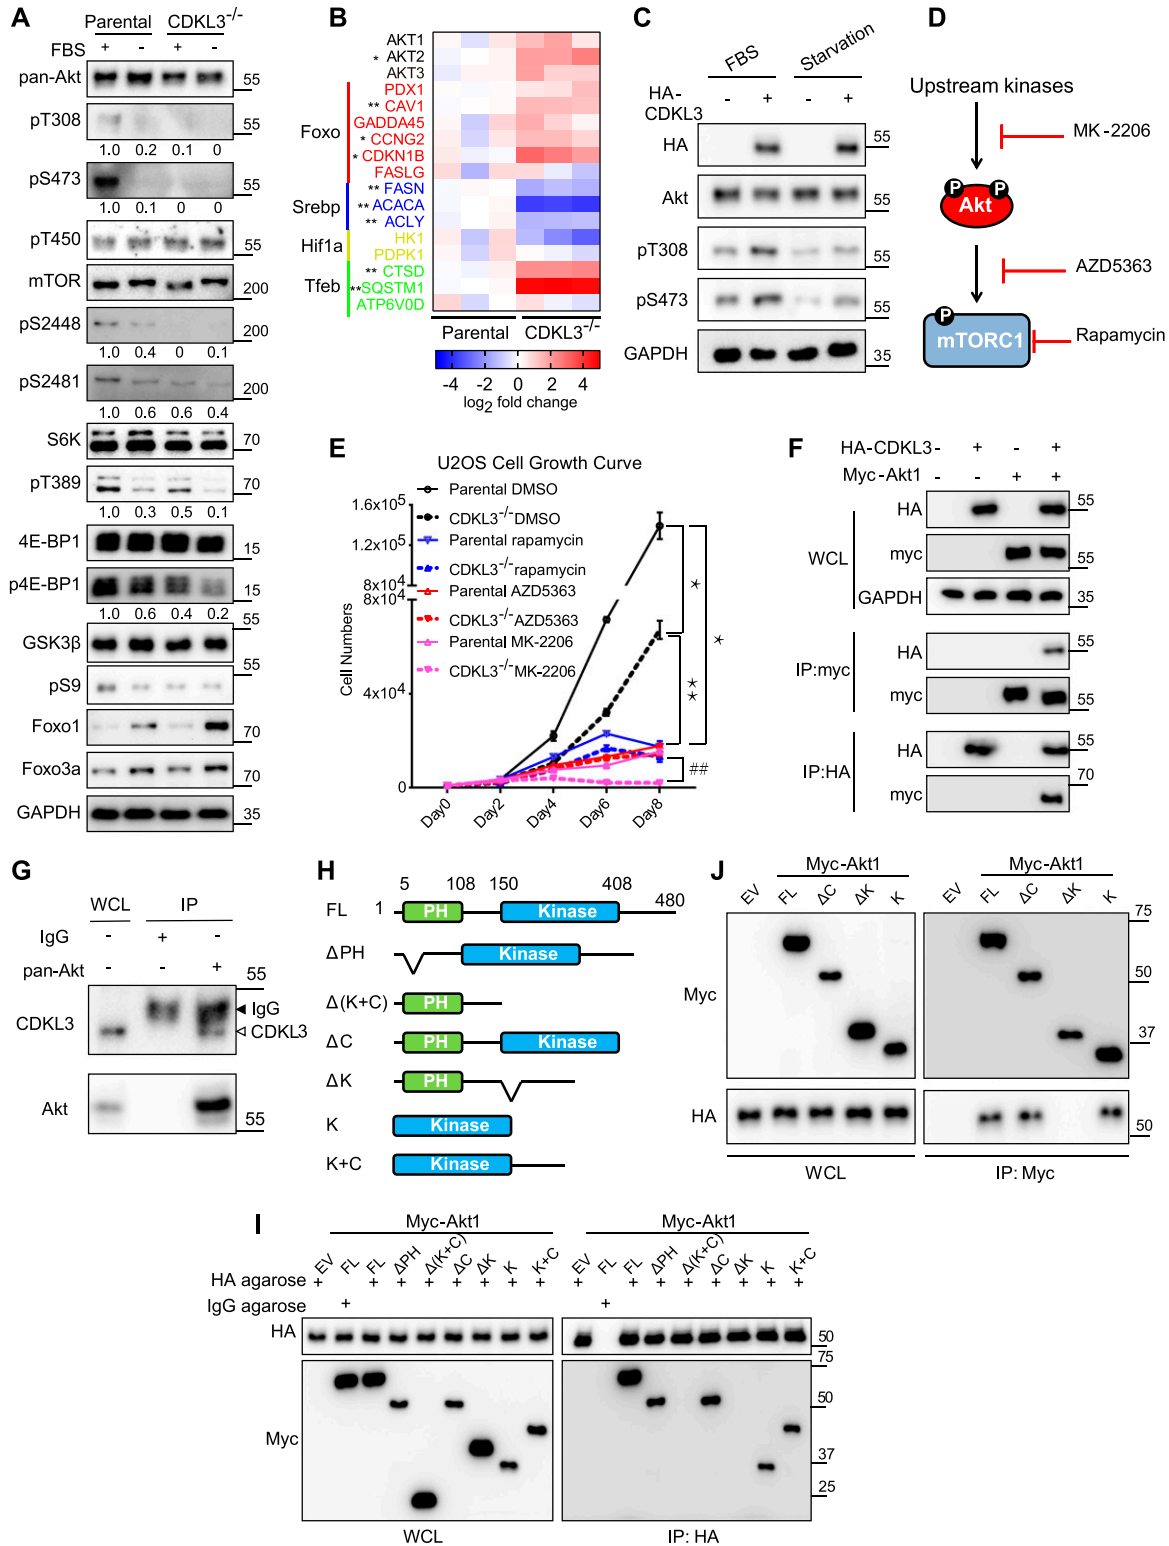 A
Parental CDKL3-/-
FBS + - + -
pan-Akt 55
pT308 55
1.0 0.2 0.1 0
pS473 55
1.0 0.1 0 0
pT450 55
mTOR 200
pS2448 200
1.0 0.4 0 0.1
pS2481 200
1.0 0.6 0.6 0.4
S6K 70
pT389 70
1.0 0.3 0.5 0.1
4E-BP1 15
p4E-BP1 15
1.0 0.6 0.4 0.2
55
GSK3β
55
pS9
Foxo1 70
Foxo3a 70
GAPDH 35
B
AKT1
* AKT2
AKT3
PDX1
** CAV1
GADDA45
Foxo
* CCNG2
* CDKN1B
FASLG
** FASN
Srebp ** ACACA
** ACLY
HK1
Hif1a
PDPK1
** CTSD
Tfeb **SQSTM1
ATP6V0D
Parental CDKL3-/-
-4 -2 0 2 4
log2 fold change
C
FBS Starvation
HA-CDKL3 - + - +
HA 55
Akt 55
pT308 55
pS473 55
GAPDH 35
D
Upstream kinases
MK-2206
P P
Akt
AZD5363
P
mTORC1
Rapamycin
E
U2OS Cell Growth Curve
Parental DMSO
CDKL3-/-DMSO
Parental rapamycin
CDKL3-/-rapamycin
Parental AZD5363
CDKL3-/-AZD5363
Parental MK-2206
CDKL3-/-MK-2206
1.6x10^5
1.2x10^5
8x10^4
8x10^4
4x10^4
0
Cell Numbers
Day0 Day2 Day4 Day6 Day8
*
*
**
##
F
HA-CDKL3 - + - +
Myc-Akt1 - - + +
WCL
HA 55
myc 55
GAPDH 35
IP:myc
HA
myc 55
IP:HA
HA 55
70
myc
G
WCL IP
IgG - + -
pan-Akt - - +
55
CDKL3 IgG
CDKL3
Akt 55
H
5 108 150 408
FL 1 PH Kinase 480
ΔPH Kinase
Δ(K+C) PH
ΔC PH Kinase
ΔK PH
K Kinase
K+C Kinase
J
Myc-Akt1 Myc-Akt1
EV FL ΔC ΔK K EV FL ΔC ΔK K
75
Myc 50
37
HA 50
WCL IP: Myc
I
Myc-Akt1 Myc-Akt1
EV FL FL ΔPH Δ(K+C) ΔC ΔK K K+C EV FL FL ΔPH Δ(K+C) ΔC ΔK K K+C
HA agarose + + + + + + + + + + + + + + +
IgG agarose + +
HA 50
75
50
Myc
37
25
WCL IP: HA